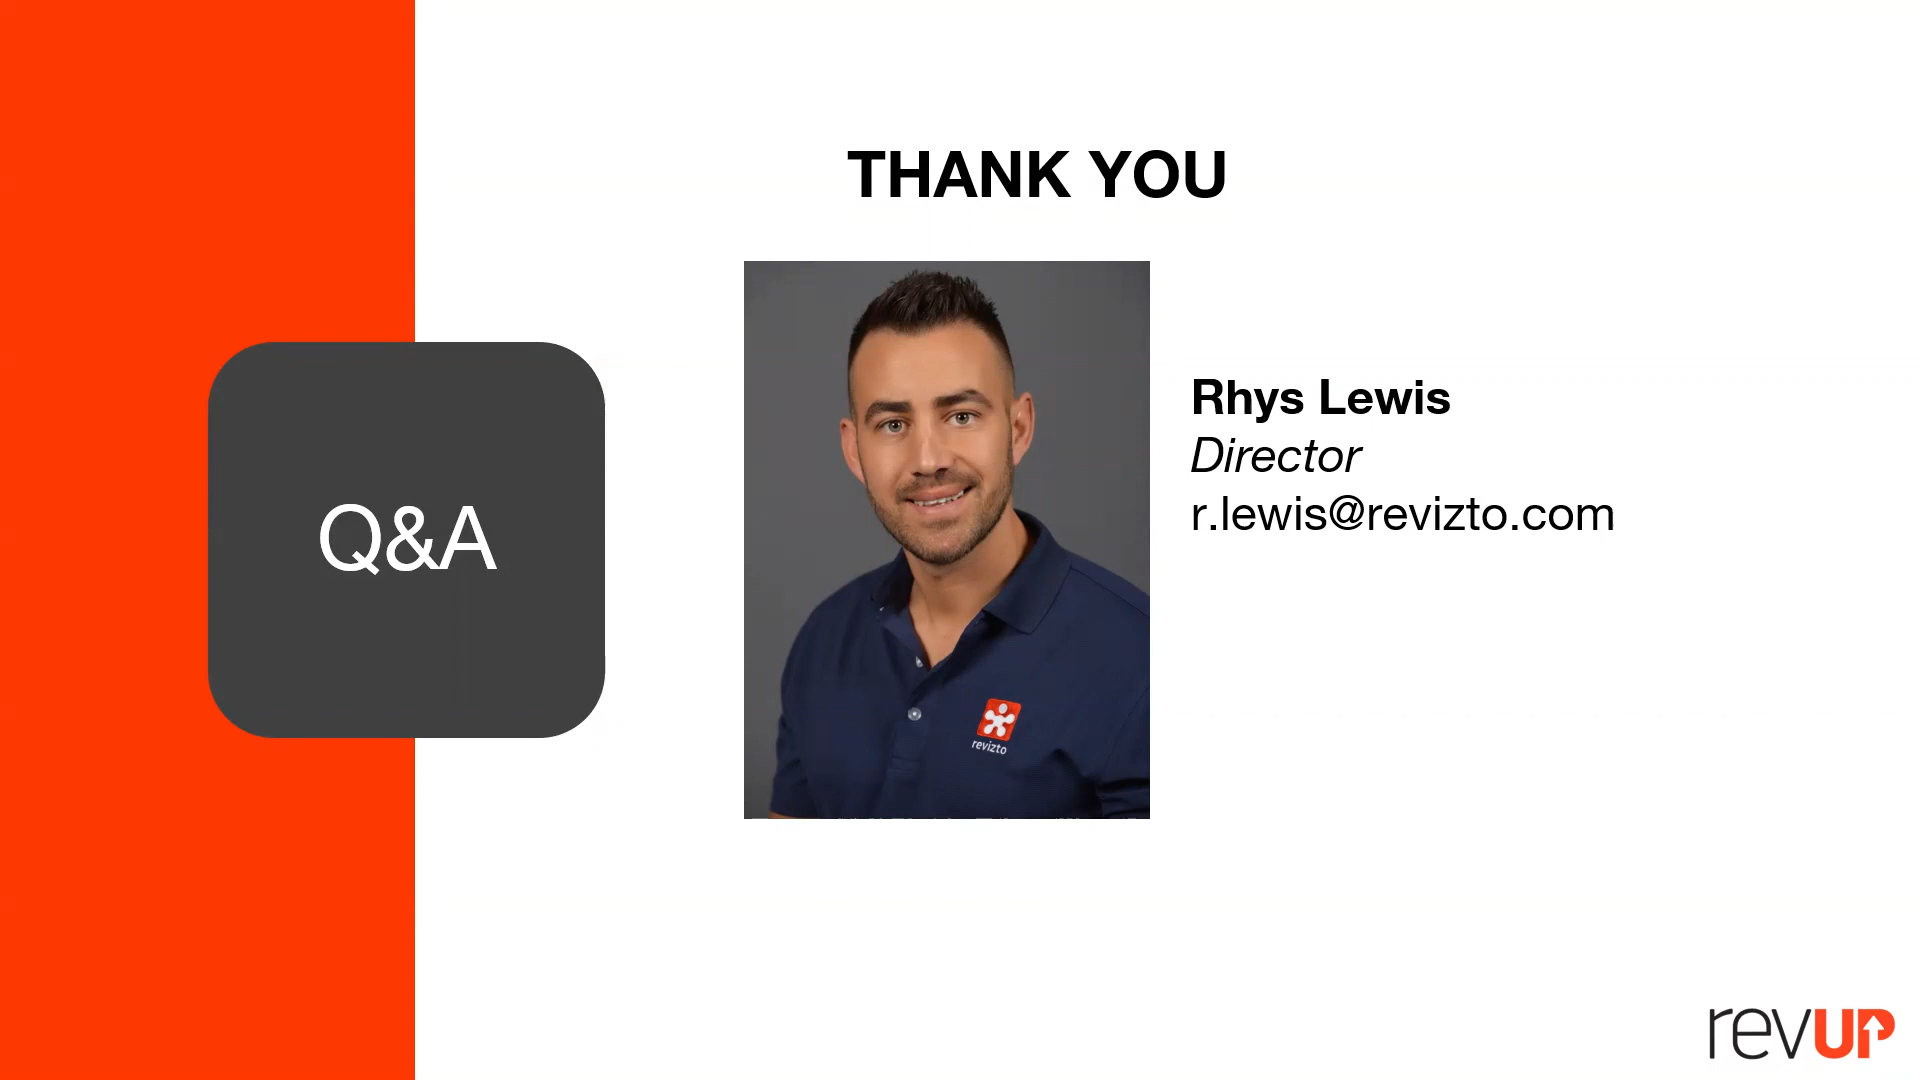 THANK YOU
Q&A
Rhys Lewis
Director
r.lewis@revizto.com
revizto
revUP